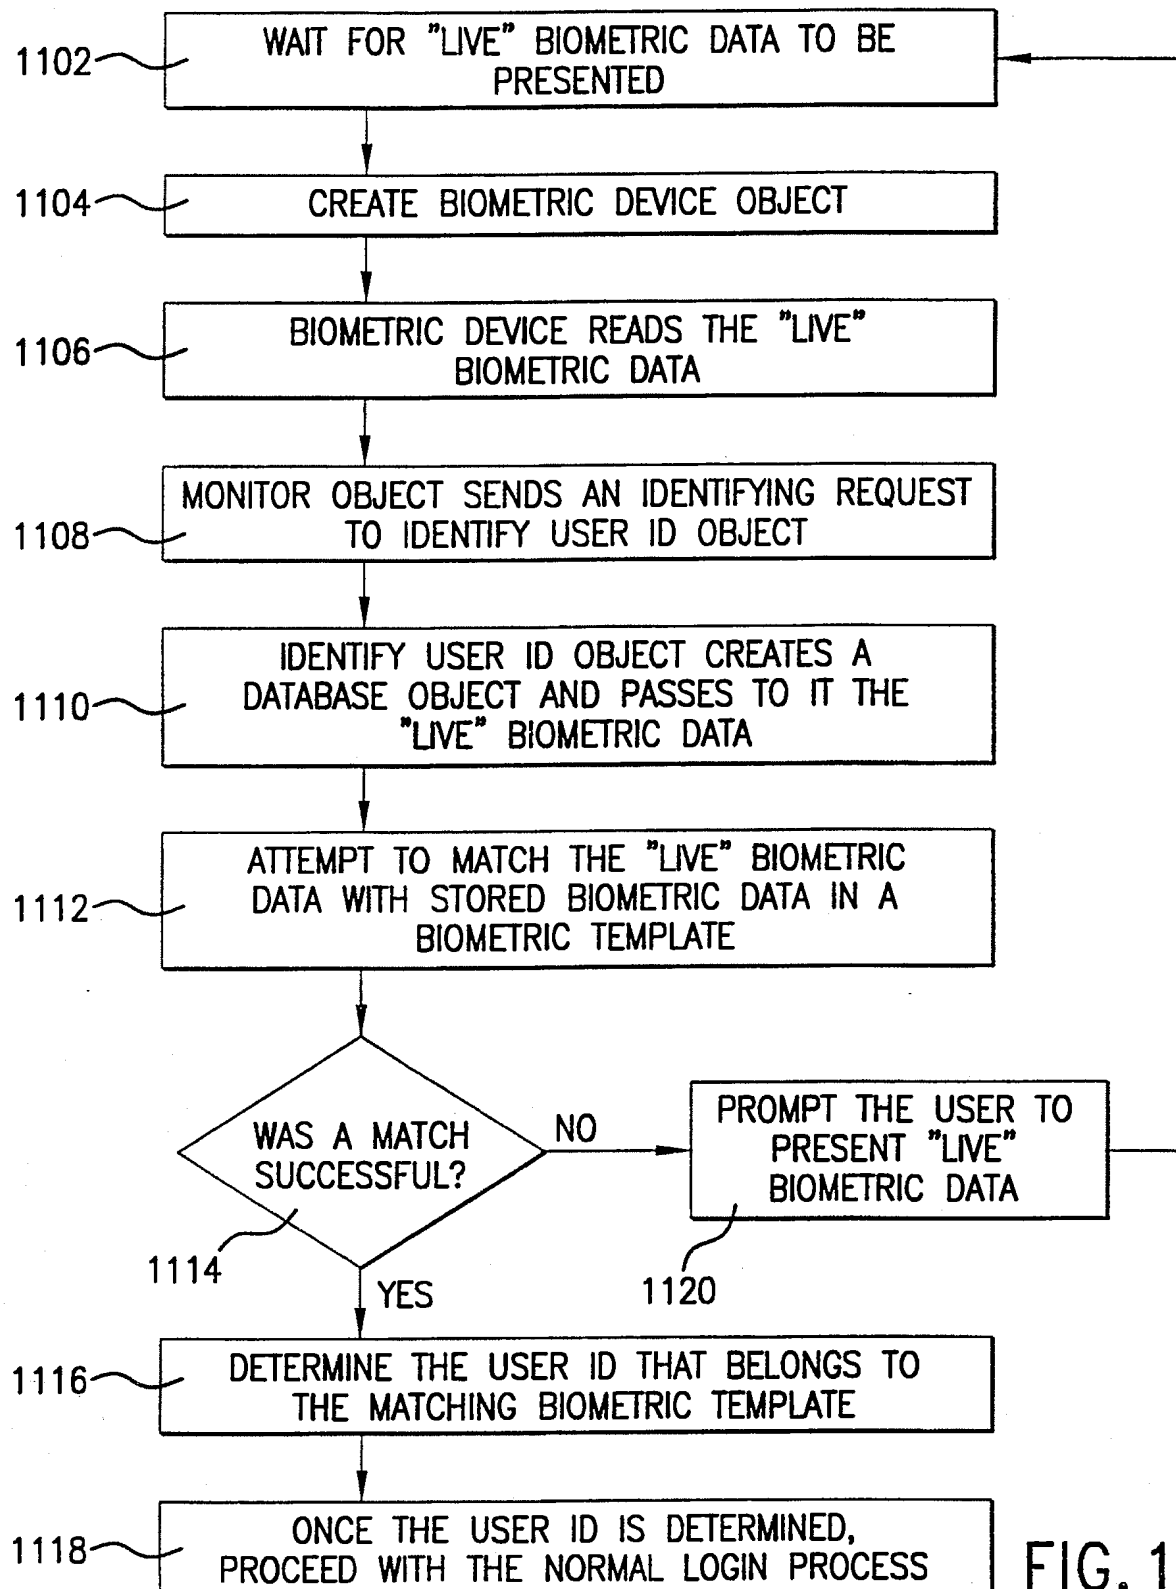 1102
WAIT FOR "LIVE" BIOMETRIC DATA TO BE
PRESENTED
1104
CREATE BIOMETRIC DEVICE OBJECT
1106
BIOMETRIC DEVICE READS THE "LIVE"
BIOMETRIC DATA
1108
MONITOR OBJECT SENDS AN IDENTIFYING REQUEST
TO IDENTIFY USER ID OBJECT
1110
IDENTIFY USER ID OBJECT CREATES A
DATABASE OBJECT AND PASSES TO IT THE
"LIVE" BIOMETRIC DATA
1112
ATTEMPT TO MATCH THE "LIVE" BIOMETRIC
DATA WITH STORED BIOMETRIC DATA IN A
BIOMETRIC TEMPLATE
WAS A MATCH
SUCCESSFUL?
1114
NO
PROMPT THE USER TO
PRESENT "LIVE"
BIOMETRIC DATA
1120
YES
1116
DETERMINE THE USER ID THAT BELONGS TO
THE MATCHING BIOMETRIC TEMPLATE
1118
ONCE THE USER ID IS DETERMINED,
PROCEED WITH THE NORMAL LOGIN PROCESS
FIG. 1